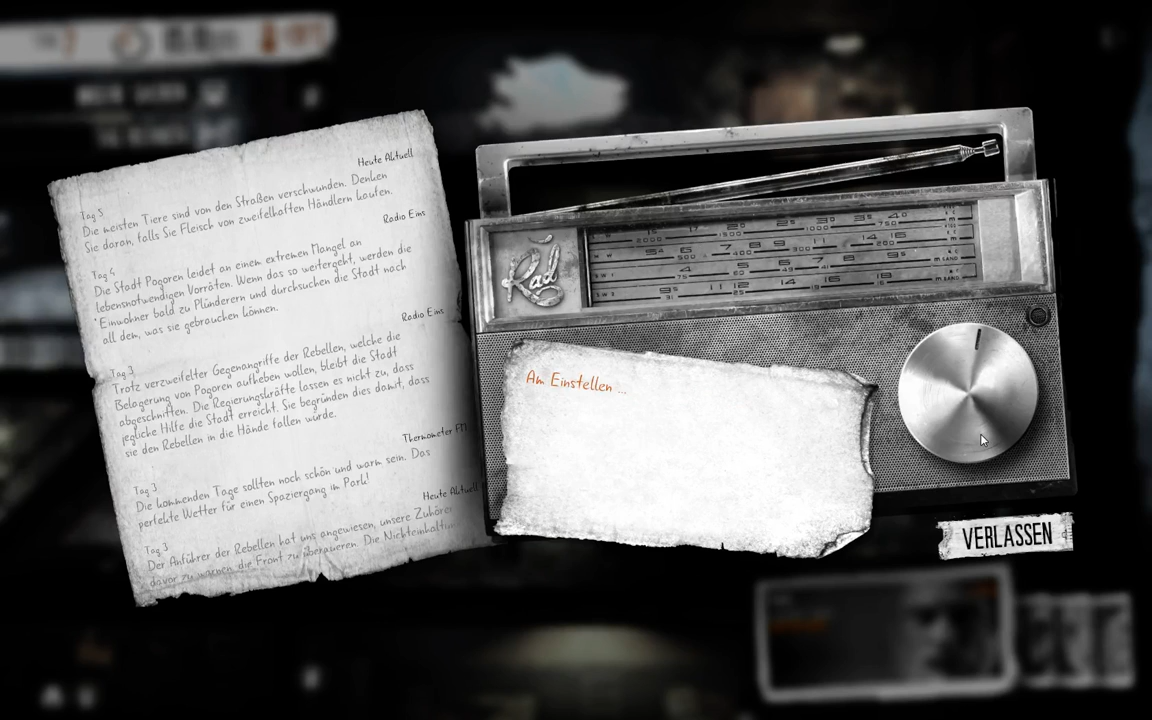 Heute Aktuell
Tag 5
Die meisten Tiere sind von den Straßen verschwunden. Denken
Sie daran, falls Sie Fleisch von zweifelhaften Händlern kaufen.
Radio Eins
Tag 4
Die Stadt Pogoren leidet an einem extremen Mangel an
lebensnotwendigen Vorräten. Wenn das so weitergeht, werden die
Einwohner bald zu Plünderern und durchsuchen die Stadt nach
all dem, was sie gebrauchen können.
Radio Eins
Tag 3
Trotz verzweifelter Gegenangriffe der Rebellen, welche die
Belagerung von Pogoren aufheben wollen, bleibt die Stadt
abgeschnitten. Die Regierungskräfte lassen es nicht zu, dass
jegliche Hilfe die Stadt erreicht. Sie begründen dies damit, dass
sie den Rebellen in die Hände fallen würde.
Thermometer FM
Tag 3
Die kommenden Tage sollten noch schön und warm sein. Das
perfekte Wetter für einen Spaziergang im Park!
Heute Aktuell
Tag 3
Der Anführer der Rebellen hat uns angewiesen, unsere Zuhörer
davor zu warnen, die Front zu überqueren. Die Nichteinhaltun
Rad
Am Einstellen ...
VERLASSEN